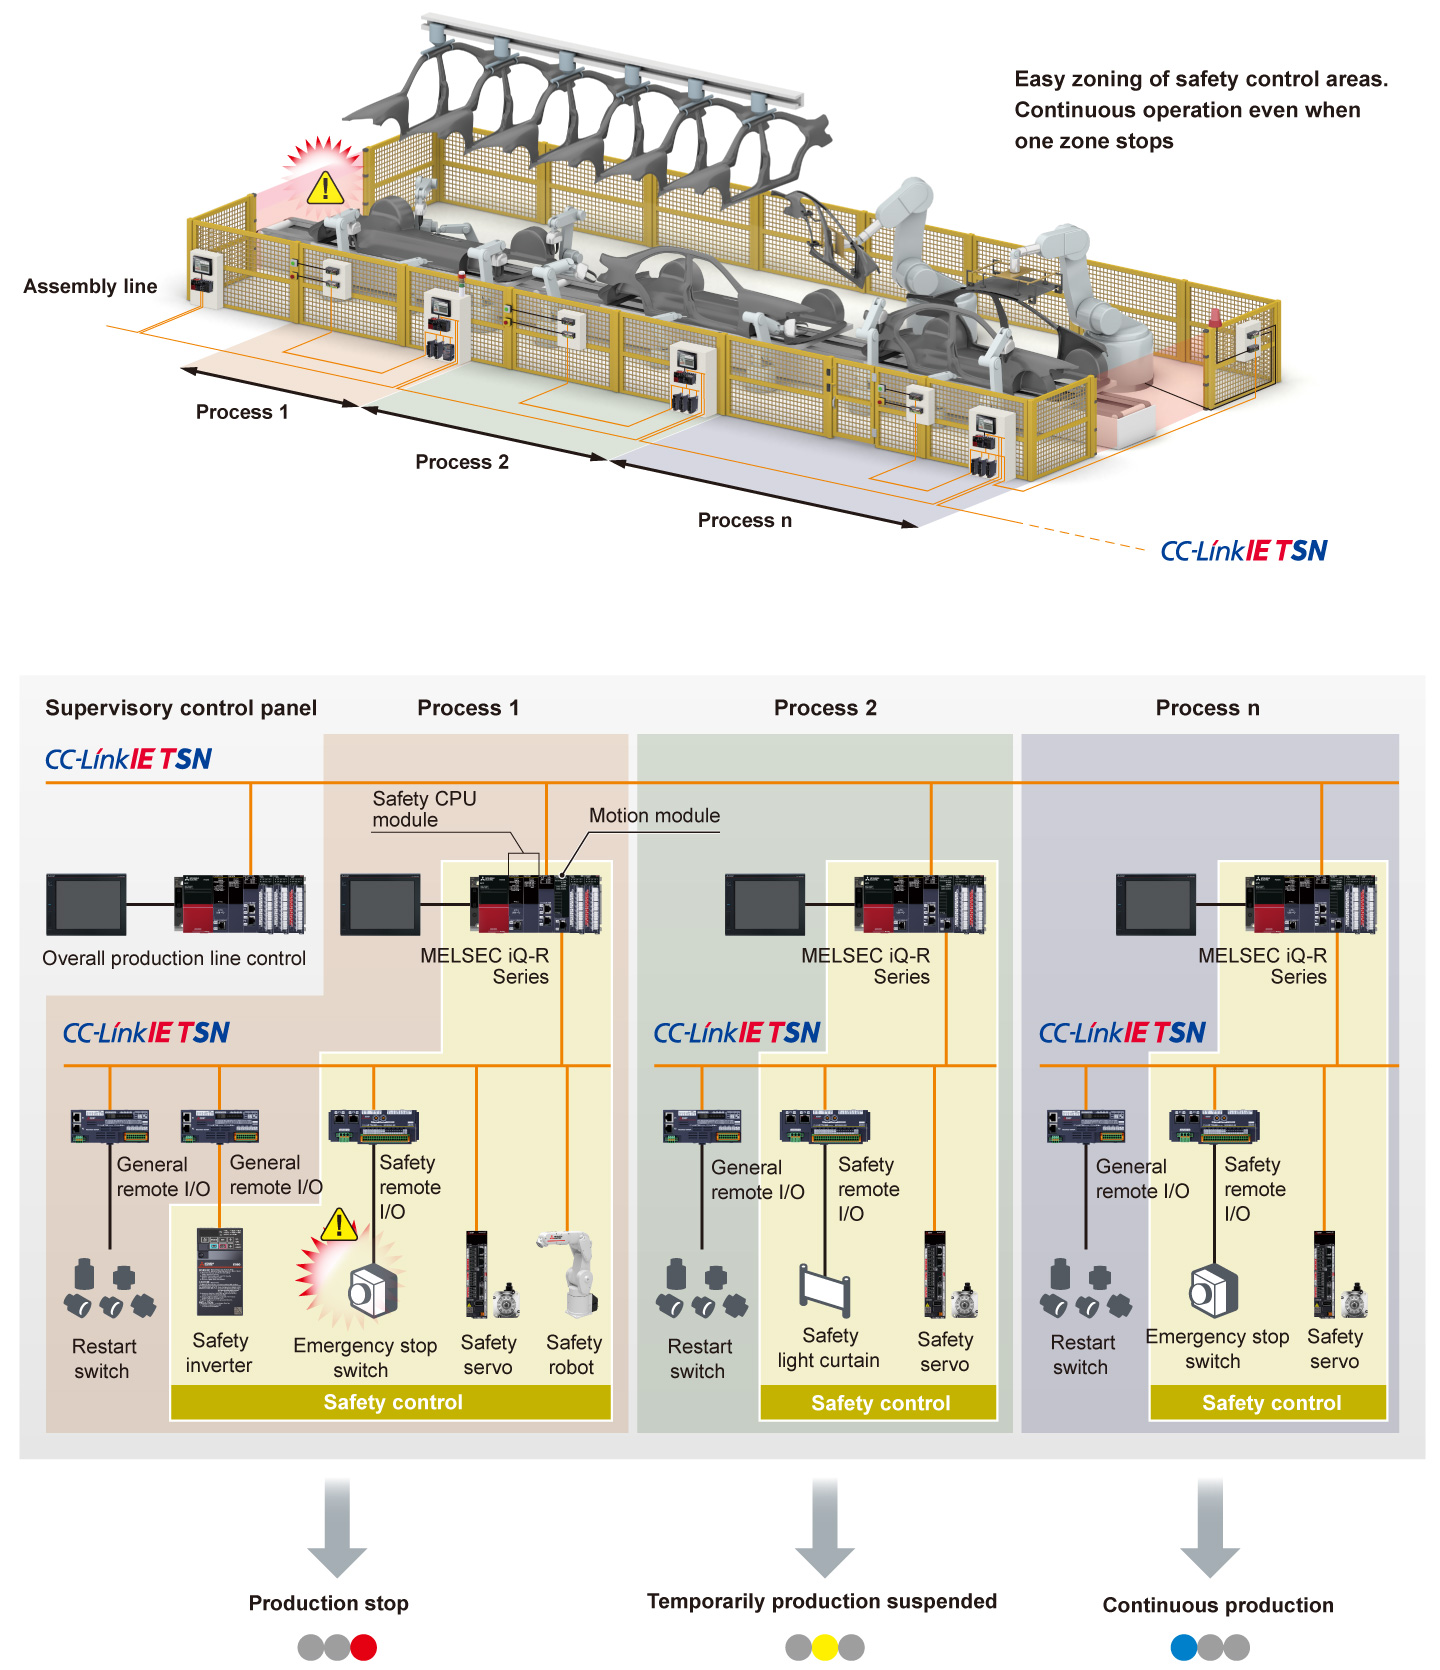 Easy zoning of safety control areas.
Continuous operation even when
one zone stops
Assembly line
Process 1
Process 2
Process n
CC-Link IE TSN
Supervisory control panel
Process 1
Process 2
Process n
CC-Link IE TSN
Safety CPU
module
Motion module
Overall production line control
MELSEC iQ-R
Series
MELSEC iQ-R
Series
MELSEC iQ-R
Series
CC-Link IE TSN
CC-Link IE TSN
CC-Link IE TSN
General
remote I/O
General
remote I/O
Safety
remote
I/O
General
remote I/O
Safety
remote
I/O
General
remote I/O
Safety
remote
I/O
Restart
switch
Safety
inverter
Emergency stop
switch
Safety
servo
Safety
robot
Restart
switch
Safety
light curtain
Safety
servo
Restart
switch
Emergency stop
switch
Safety
servo
Safety control
Safety control
Safety control
Production stop
Temporarily production suspended
Continuous production